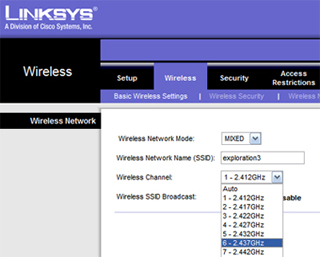 LINKSYS®
A Division of Cisco Systems, Inc.
Wireless
Setup Wireless Security Access Restrictions
Basic Wireless Settings | Wireless Security |
Wireless Network
Wireless Network Mode: MIXED
Wireless Network Name (SSID): exploration3
Wireless Channel: 1 - 2.412GHz
Wireless SSID Broadcast: sable
Auto
1 - 2.412GHz
2 - 2.417GHz
3 - 2.422GHz
4 - 2.427GHz
5 - 2.432GHz
6 - 2.437GHz
7 - 2.442GHz